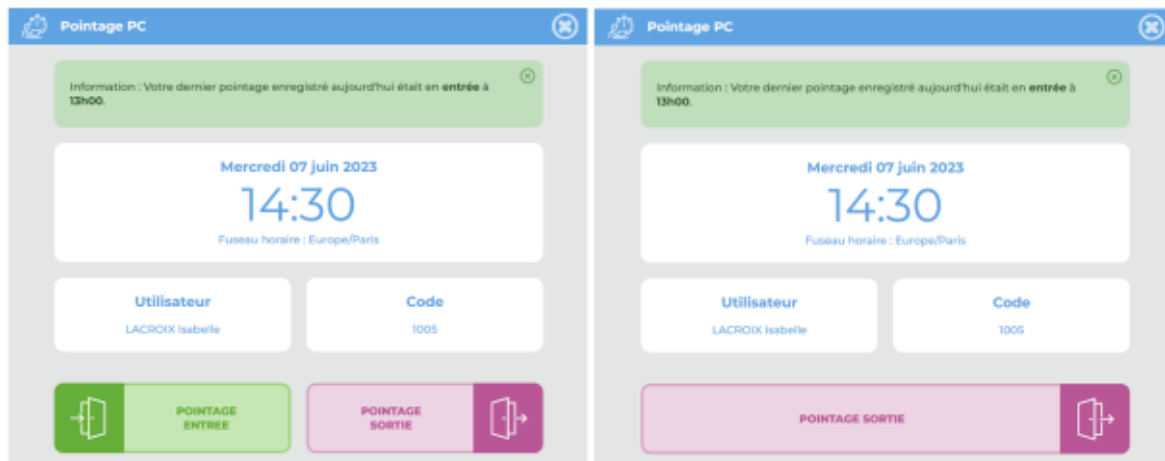 Pointage PC
Information : Votre dernier pointage enregistré aujourd'hui était en entrée à
13h00.
Mercredi 07 juin 2023
14:30
Fuseau horaire : Europe/Paris
Utilisateur
LACROIX Isabelle
Code
1005
POINTAGE
ENTREE
POINTAGE
SORTIE
Pointage PC
Information : Votre dernier pointage enregistré aujourd'hui était en entrée à
13h00.
Mercredi 07 juin 2023
14:30
Fuseau horaire : Europe/Paris
Utilisateur
LACROIX Isabelle
Code
1005
POINTAGE SORTIE